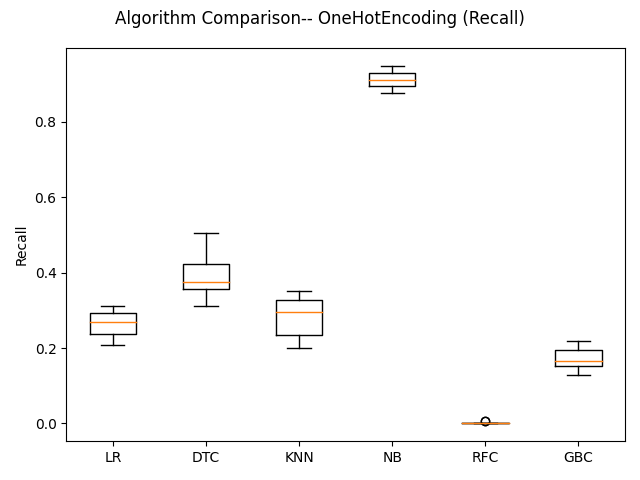 Algorithm Comparison-- OneHotEncoding (Recall)
Recall
0.8
0.6
0.4
0.2
0.0
LR DTC KNN NB RFC GBC